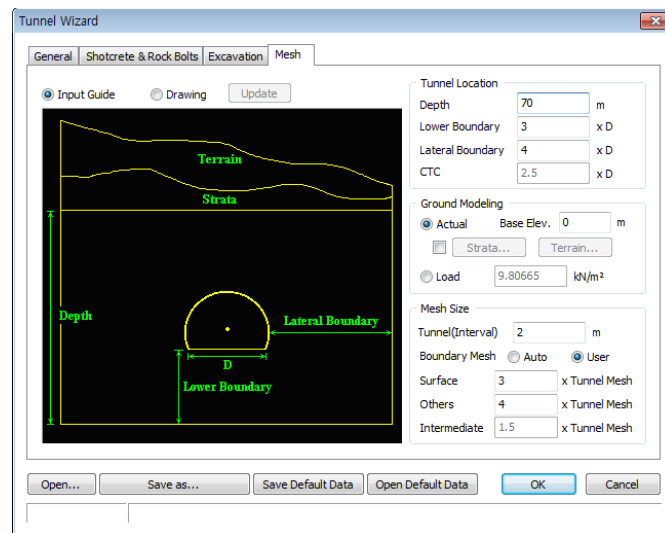 Tunnel Wizard
General Shotcrete & Rock Bolts Excavation Mesh
Input Guide Drawing Update
Terrain
Strata
Depth
Lateral Boundary
D
Lower Boundary
Tunnel Location
Depth 70 m
Lower Boundary 3 x D
Lateral Boundary 4 x D
CTC 2.5 x D
Ground Modeling
Actual Base Elev. 0 m
Strata... Terrain...
Load 9.80665 kN/m²
Mesh Size
Tunnel(Interval) 2 m
Boundary Mesh Auto User
Surface 3 x Tunnel Mesh
Others 4 x Tunnel Mesh
Intermediate 1.5 x Tunnel Mesh
Open... Save as... Save Default Data Open Default Data OK Cancel